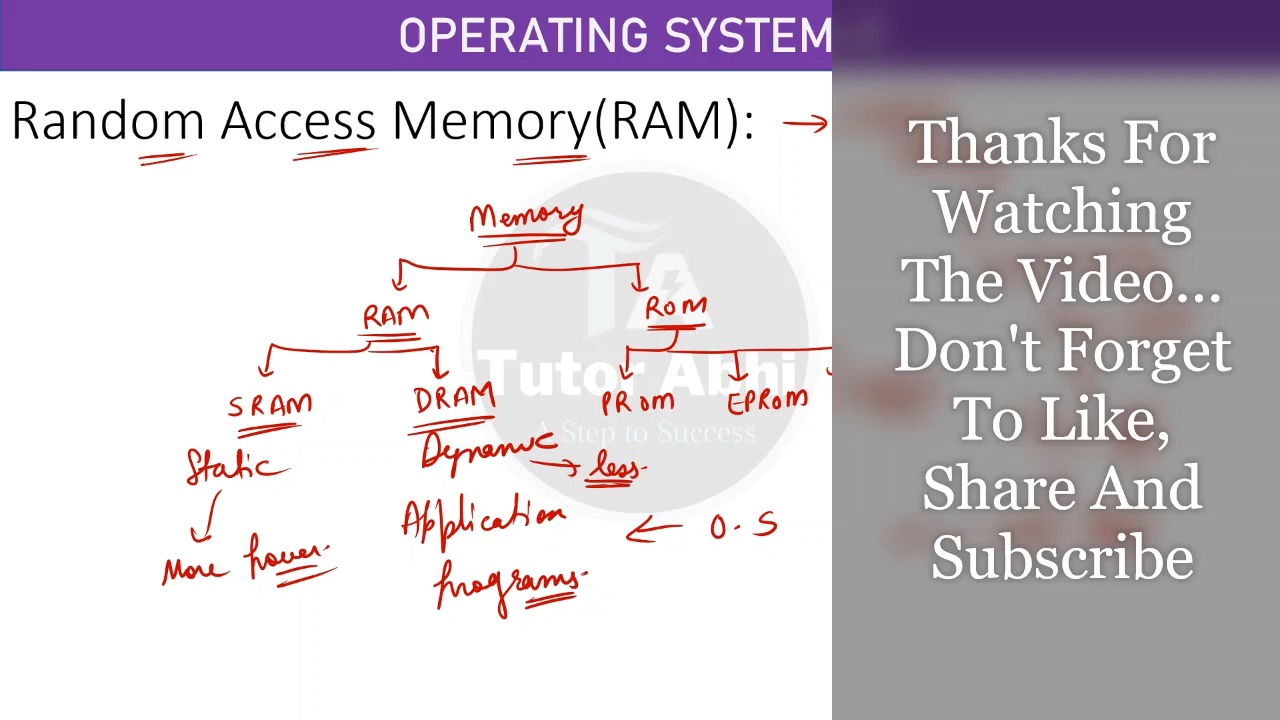 OPERATING SYSTEM
Random Access Memory(RAM): →
Memory
RAM
ROM
SRAM
DRAM
PROM
EPROM
Static
Dynamic → less.
More power.
Application
programs.
← O.S
Tutor Abhi
A Step to Success
Thanks For
Watching
The Video...
Don't Forget
To Like,
Share And
Subscribe